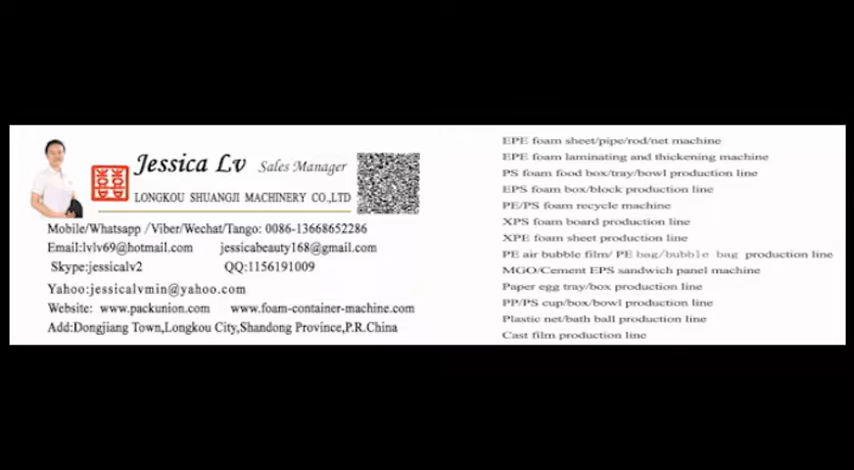 Jessica Lv Sales Manager
LONGKOU SHUANGJI MACHINERY CO.,LTD
Mobile/Whatsapp /Viber/Wechat/Tango: 0086-13668652286
Email:lvlv69@hotmail.com jessicabeauty168@gmail.com
Skype:jessicalv2 QQ:1156191009
Yahoo:jessicalvmin@yahoo.com
Website: www.packunion.com www.foam-container-machine.com
Add:Dongjiang Town,Longkou City,Shandong Province,P.R.China
EPE foam sheet/pipe/rod/net machine
EPE foam laminating and thickening machine
PS foam food box/tray/bowl production line
EPS foam box/block production line
PE/PS foam recycle machine
XPS foam board production line
XPE foam sheet production line
PE air bubble film/ PE bag/bubble bag production line
MGO/Cement EPS sandwich panel machine
Paper egg tray/box production line
PP/PS cup/box/bowl production line
Plastic net/bath ball production line
Cast film production line